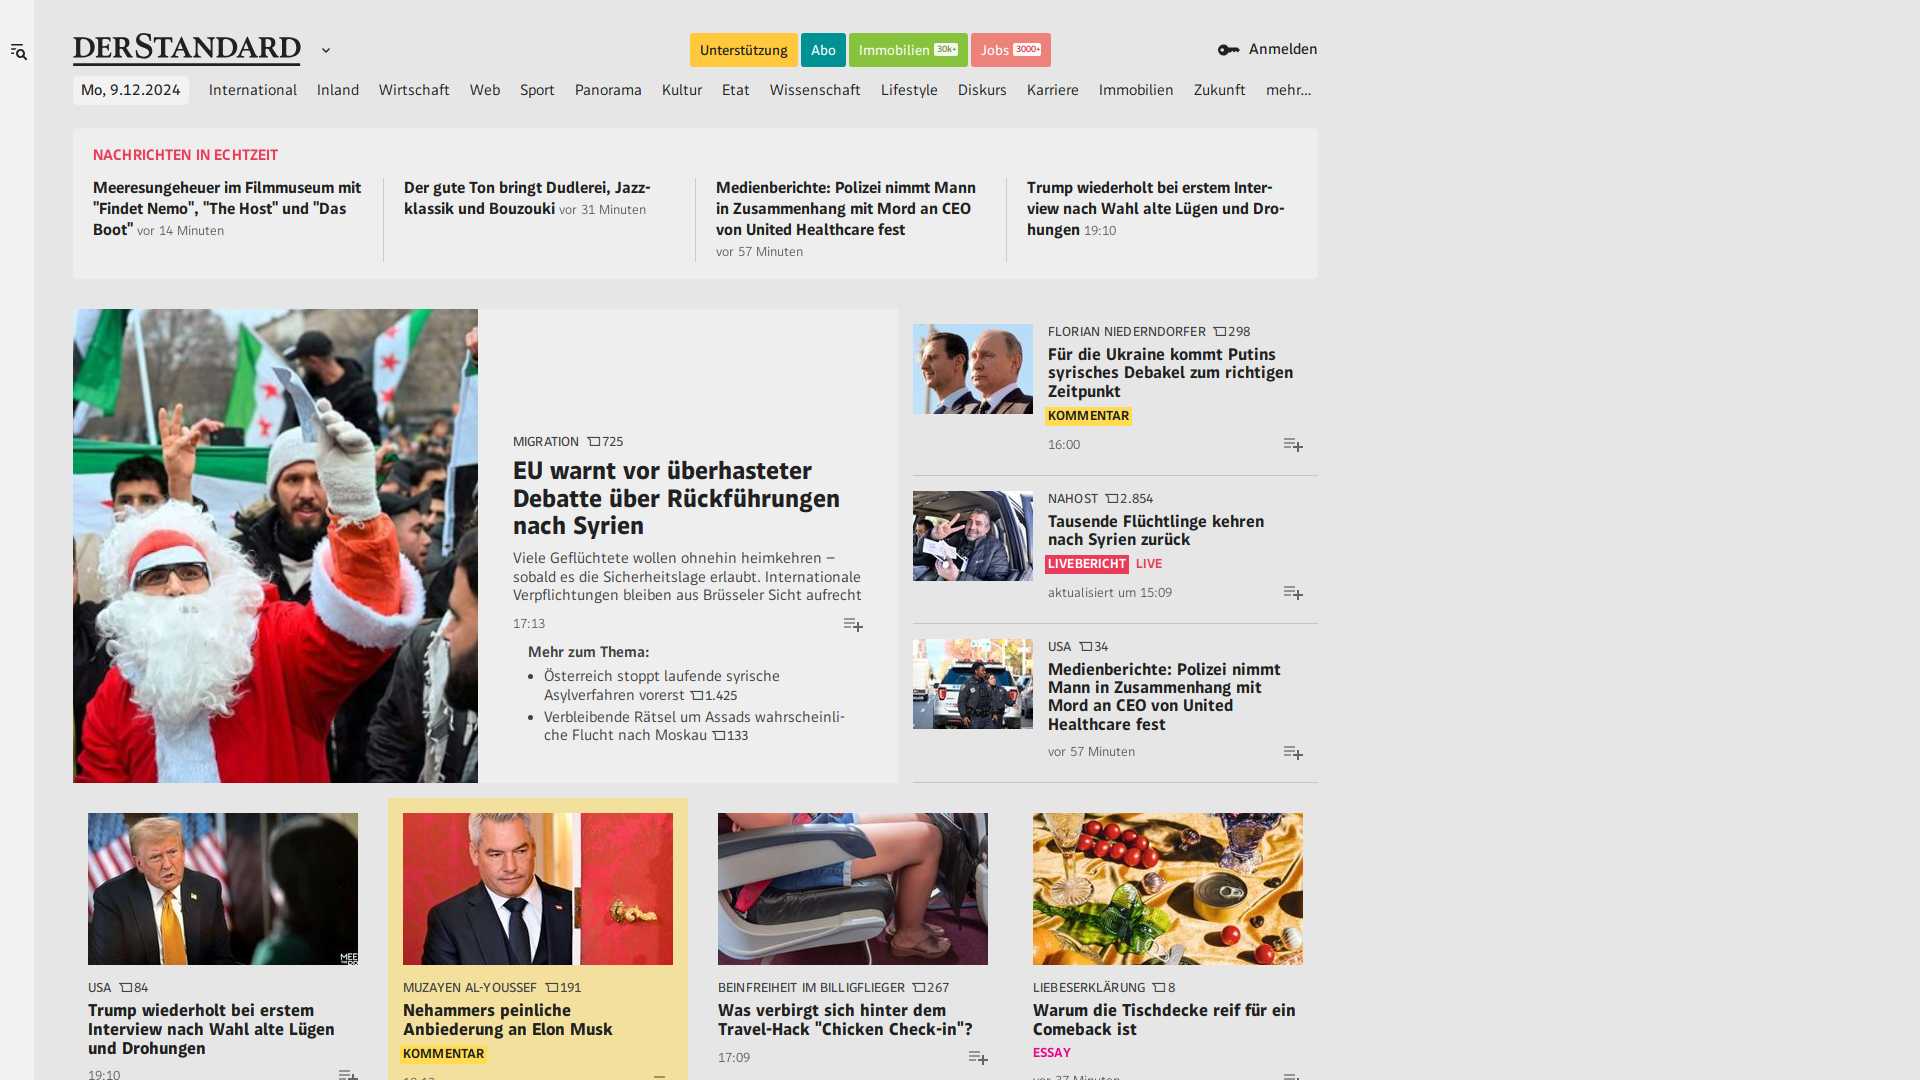 DERSTANDARD
Unterstützung
Abo
Immobilien 30k+
Jobs 3000+
Anmelden
Mo, 9.12.2024
International
Inland
Wirtschaft
Web
Sport
Panorama
Kultur
Etat
Wissenschaft
Lifestyle
Diskurs
Karriere
Immobilien
Zukunft
mehr…
NACHRICHTEN IN ECHTZEIT
Meeresungeheuer im Filmmuseum mit
"Findet Nemo", "The Host" und "Das
Boot" vor 14 Minuten
Der gute Ton bringt Dudlerei, Jazz-
klassik und Bouzouki vor 31 Minuten
Medienberichte: Polizei nimmt Mann
in Zusammenhang mit Mord an CEO
von United Healthcare fest
vor 57 Minuten
Trump wiederholt bei erstem Inter-
view nach Wahl alte Lügen und Dro-
hungen 19:10
MIGRATION 725
EU warnt vor überhasteter
Debatte über Rückführungen
nach Syrien
Viele Geflüchtete wollen ohnehin heimkehren –
sobald es die Sicherheitslage erlaubt. Internationale
Verpflichtungen bleiben aus Brüsseler Sicht aufrecht
17:13
Mehr zum Thema:
• Österreich stoppt laufende syrische
Asylverfahren vorerst 1.425
• Verbleibende Rätsel um Assads wahrscheinli-
che Flucht nach Moskau 133
FLORIAN NIEDERNDORFER 298
Für die Ukraine kommt Putins
syrisches Debakel zum richtigen
Zeitpunkt
KOMMENTAR
16:00
NAHOST 2.854
Tausende Flüchtlinge kehren
nach Syrien zurück
LIVEBERICHT LIVE
aktualisiert um 15:09
USA 34
Medienberichte: Polizei nimmt
Mann in Zusammenhang mit
Mord an CEO von United
Healthcare fest
vor 57 Minuten
MEE
USA 84
Trump wiederholt bei erstem
Interview nach Wahl alte Lügen
und Drohungen
19:10
MUZAYEN AL-YOUSSEF 191
Nehammers peinliche
Anbiederung an Elon Musk
KOMMENTAR
BEINFREIHEIT IM BILLIGFLIEGER 267
Was verbirgt sich hinter dem
Travel-Hack "Chicken Check-in"?
17:09
LIEBESERKLÄRUNG 8
Warum die Tischdecke reif für ein
Comeback ist
ESSAY
vor 37 Minuten